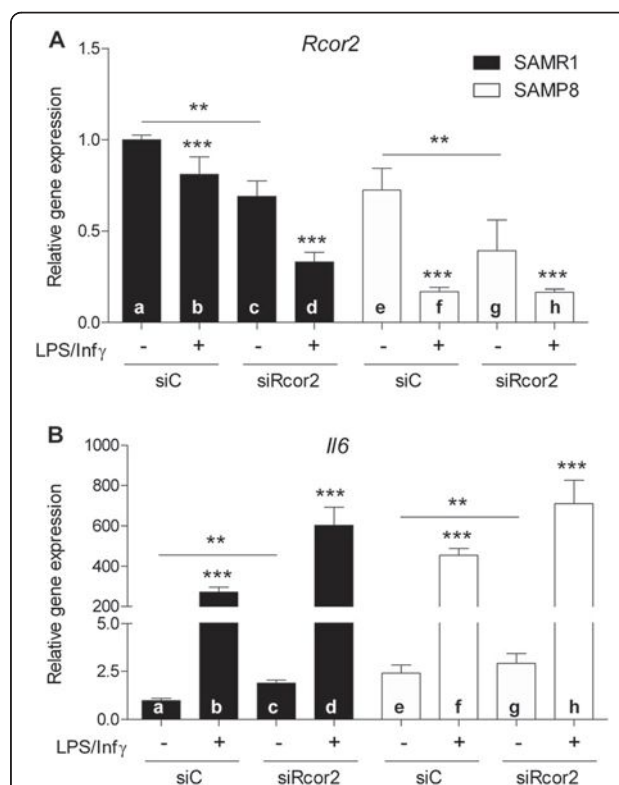 A
Rcor2
SAMR1
SAMP8
Relative gene expression
1.5
1.0
0.5
0.0
** **
*** *** *** ***
a b c d e f g h
LPS/Infγ - + - + - + - +
siC siRcor2 siC siRcor2
B
Il6
Relative gene expression
1000
800
600
400
200
5.0
2.5
0.0
** **
*** *** *** ***
a b c d e f g h
LPS/Infγ - + - + - + - +
siC siRcor2 siC siRcor2